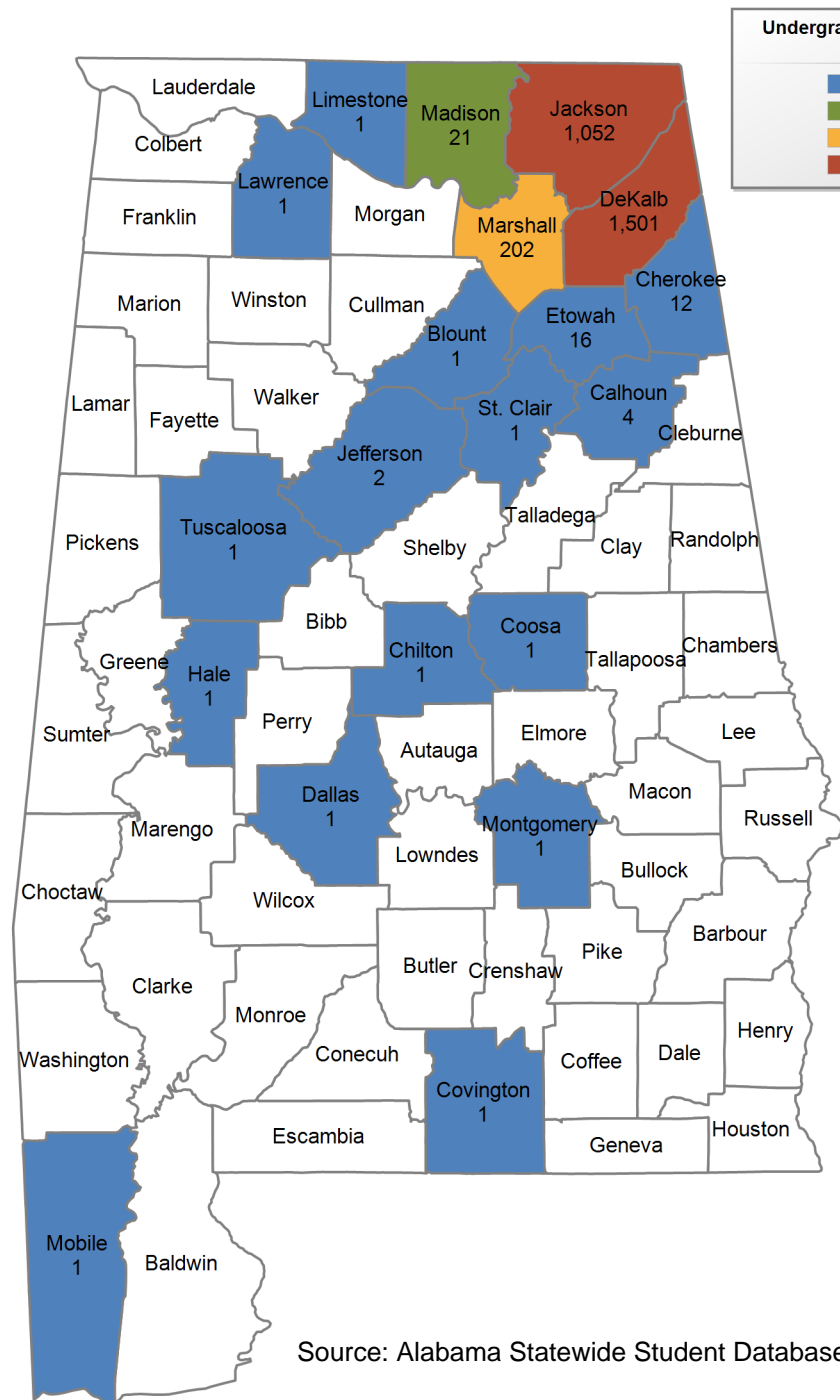 Undergra
Lauderdale
Limestone
1
Madison
21
Jackson
1,052
Colbert
Lawrence
1
DeKalb
1,501
Franklin
Morgan
Marshall
202
Cherokee
12
Marion
Winston
Cullman
Etowah
16
Blount
1
Lamar
Fayette
Walker
St. Clair
1
Calhoun
4
Cleburne
Jefferson
2
Pickens
Tuscaloosa
1
Shelby
Talladega
Clay
Randolph
Bibb
Greene
Hale
1
Chilton
1
Coosa
1
Tallapoosa
Chambers
Sumter
Perry
Autauga
Elmore
Lee
Dallas
1
Macon
Marengo
Montgomery
1
Russell
Lowndes
Bullock
Choctaw
Wilcox
Barbour
Clarke
Butler
Crenshaw
Pike
Monroe
Washington
Conecuh
Coffee
Dale
Henry
Covington
1
Escambia
Geneva
Houston
Mobile
1
Baldwin
Source: Alabama Statewide Student Database